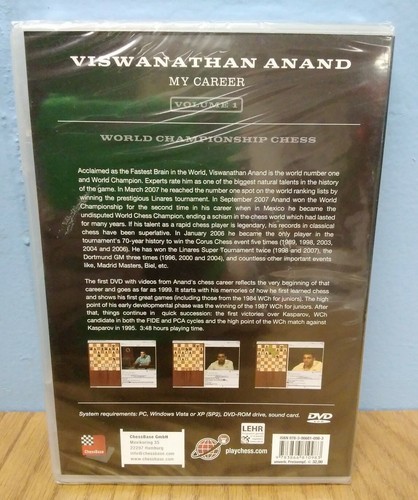 VISWANATHAN ANAND
MY CAREER
VOLUME 1
WORLD CHAMPIONSHIP CHESS
Acclaimed as the Fastest Brain in the World, Viswanathan Anand is the world number one
and World Champion. Experts rate him as one of the biggest natural talents in the history
of the game. In March 2007 he reached the number one spot on the world ranking lists by
winning the prestigious Linares tournament. In September 2007 Anand won the World
Championship for the second time in his career when in Mexico he became the
undisputed World Chess Champion, ending a schism in the chess world which had lasted
for many years. If his talent as a rapid chess player is legendary, his records in classical
chess have been superlative. In January 2006 he became the only player in the
tournament's 70-year history to win the Corus Chess event five times (1989, 1998, 2003,
2004 and 2006). He has won the Linares Super Tournament twice (1998 and 2007), the
Dortmund GM three times (1996, 2000 and 2004), and countless other important events
like, Madrid Masters, Biel, etc.
The first DVD with videos from Anand's chess career reflects the very beginning of that
career and goes as far as 1999. It starts with his memories of how he first learned chess
and shows his first great games (including those from the 1984 WCh for juniors). The high
point of his early developmental phase was the winning of the 1987 WCh for juniors. After
that, things continue in quick succession: the first victories over Kasparov, WCh
candidate in both the FIDE and PCA cycles and the high point of the WCh match against
Kasparov in 1995. 3:48 hours playing time.
System requirements: PC, Windows Vista or XP (SP2), DVD-ROM drive, sound card.
DVD
ChessBase
ChessBase GmbH
22297 Hamburg
info@chessbase.com
www.chessbase.com
playchess.com
LEHR